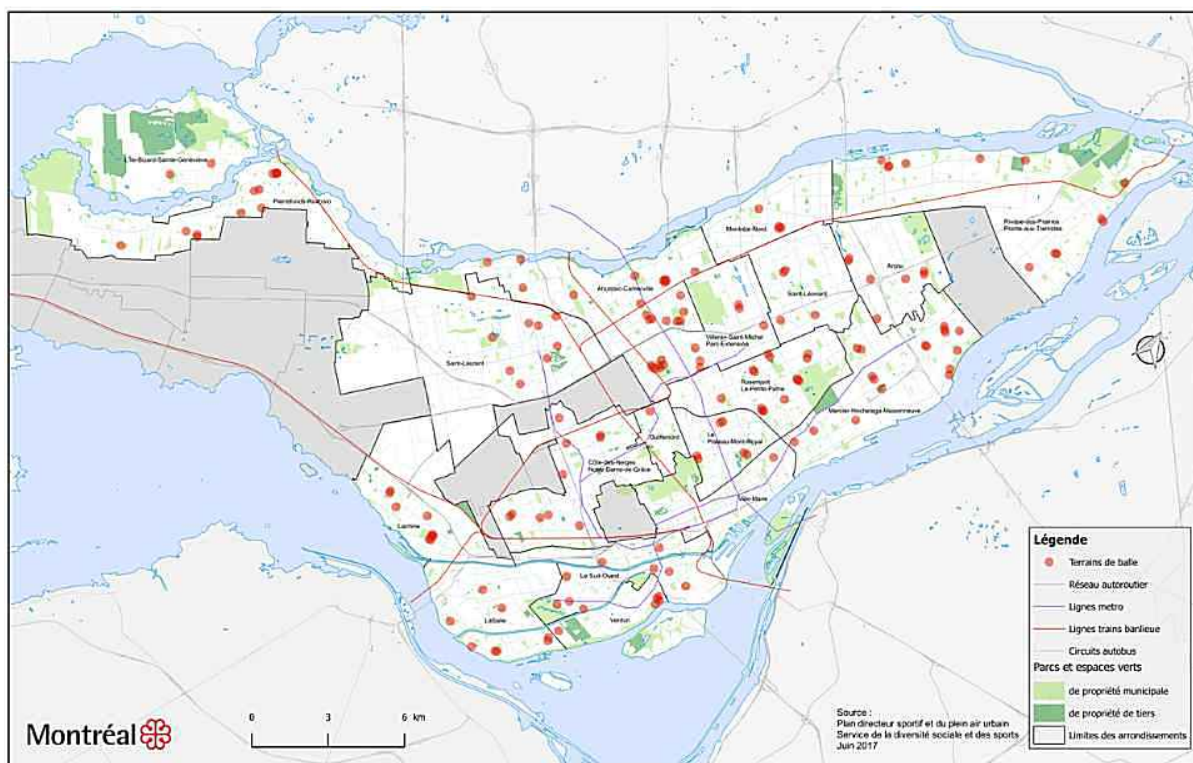 L'Île-Bizard-Sainte-Geneviève
Pierrefonds-Roxboro
Rivière-des-Prairies
Pointe-aux-Trembles
Montréal-Nord
Anjou
Ahuntsic-Cartierville
Saint-Léonard
Villeray-Saint-Michel
Parc-Extension
Saint-Laurent
Rosemont
La Petite-Patrie
Mercier-Hochelaga-Maisonneuve
Outremont
Le
Plateau-Mont-Royal
Côte-des-Neiges
Notre-Dame-de-Grâce
Ville-Marie
Lachine
Le Sud-Ouest
LaSalle
Verdun
Légende
Terrains de balle
Réseau autoroutier
Lignes metro
Lignes trains banlieue
Circuits autobus
Parcs et espaces verts
de propriété municipale
de propriété de tiers
Limites des arrondissements
Source :
Plan directeur sportif et du plein air urbain
Service de la diversité sociale et des sports
Juin 2017
0 3 6 km
Montréal